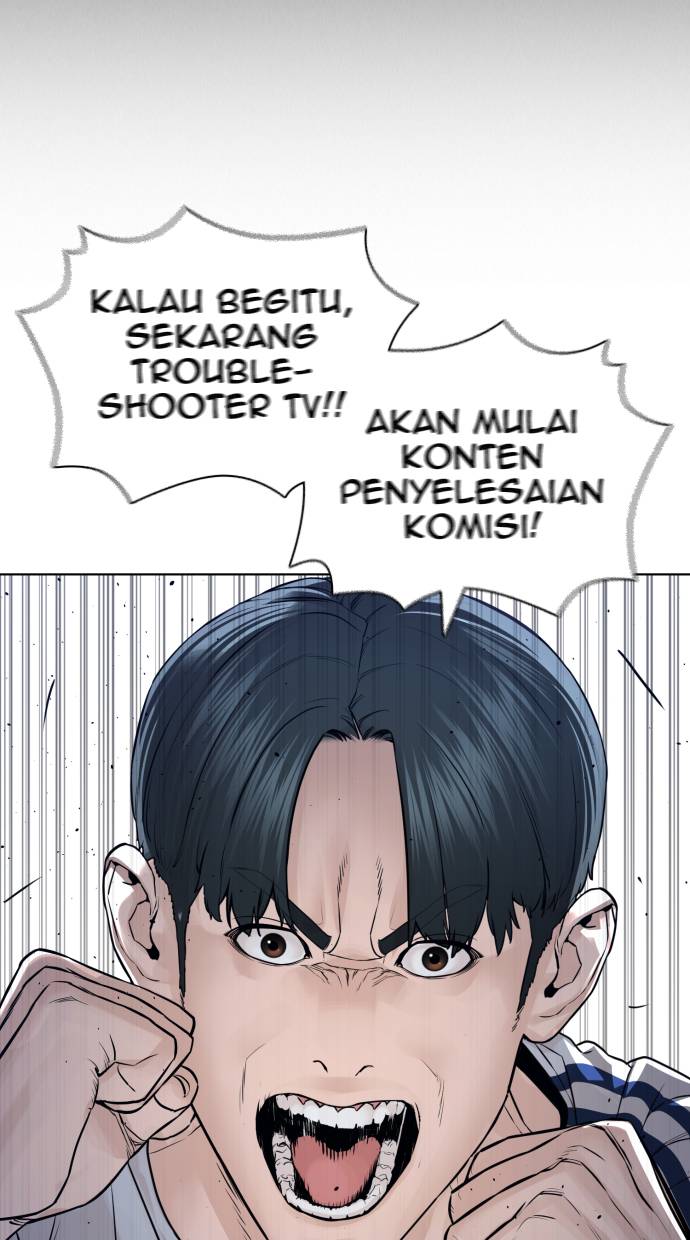 KALAU BEGITU,
SEKARANG
TROUBLE-
SHOOTER TV!!
AKAN MULAI
KONTEN
PENYELESAIAN
KOMISI!